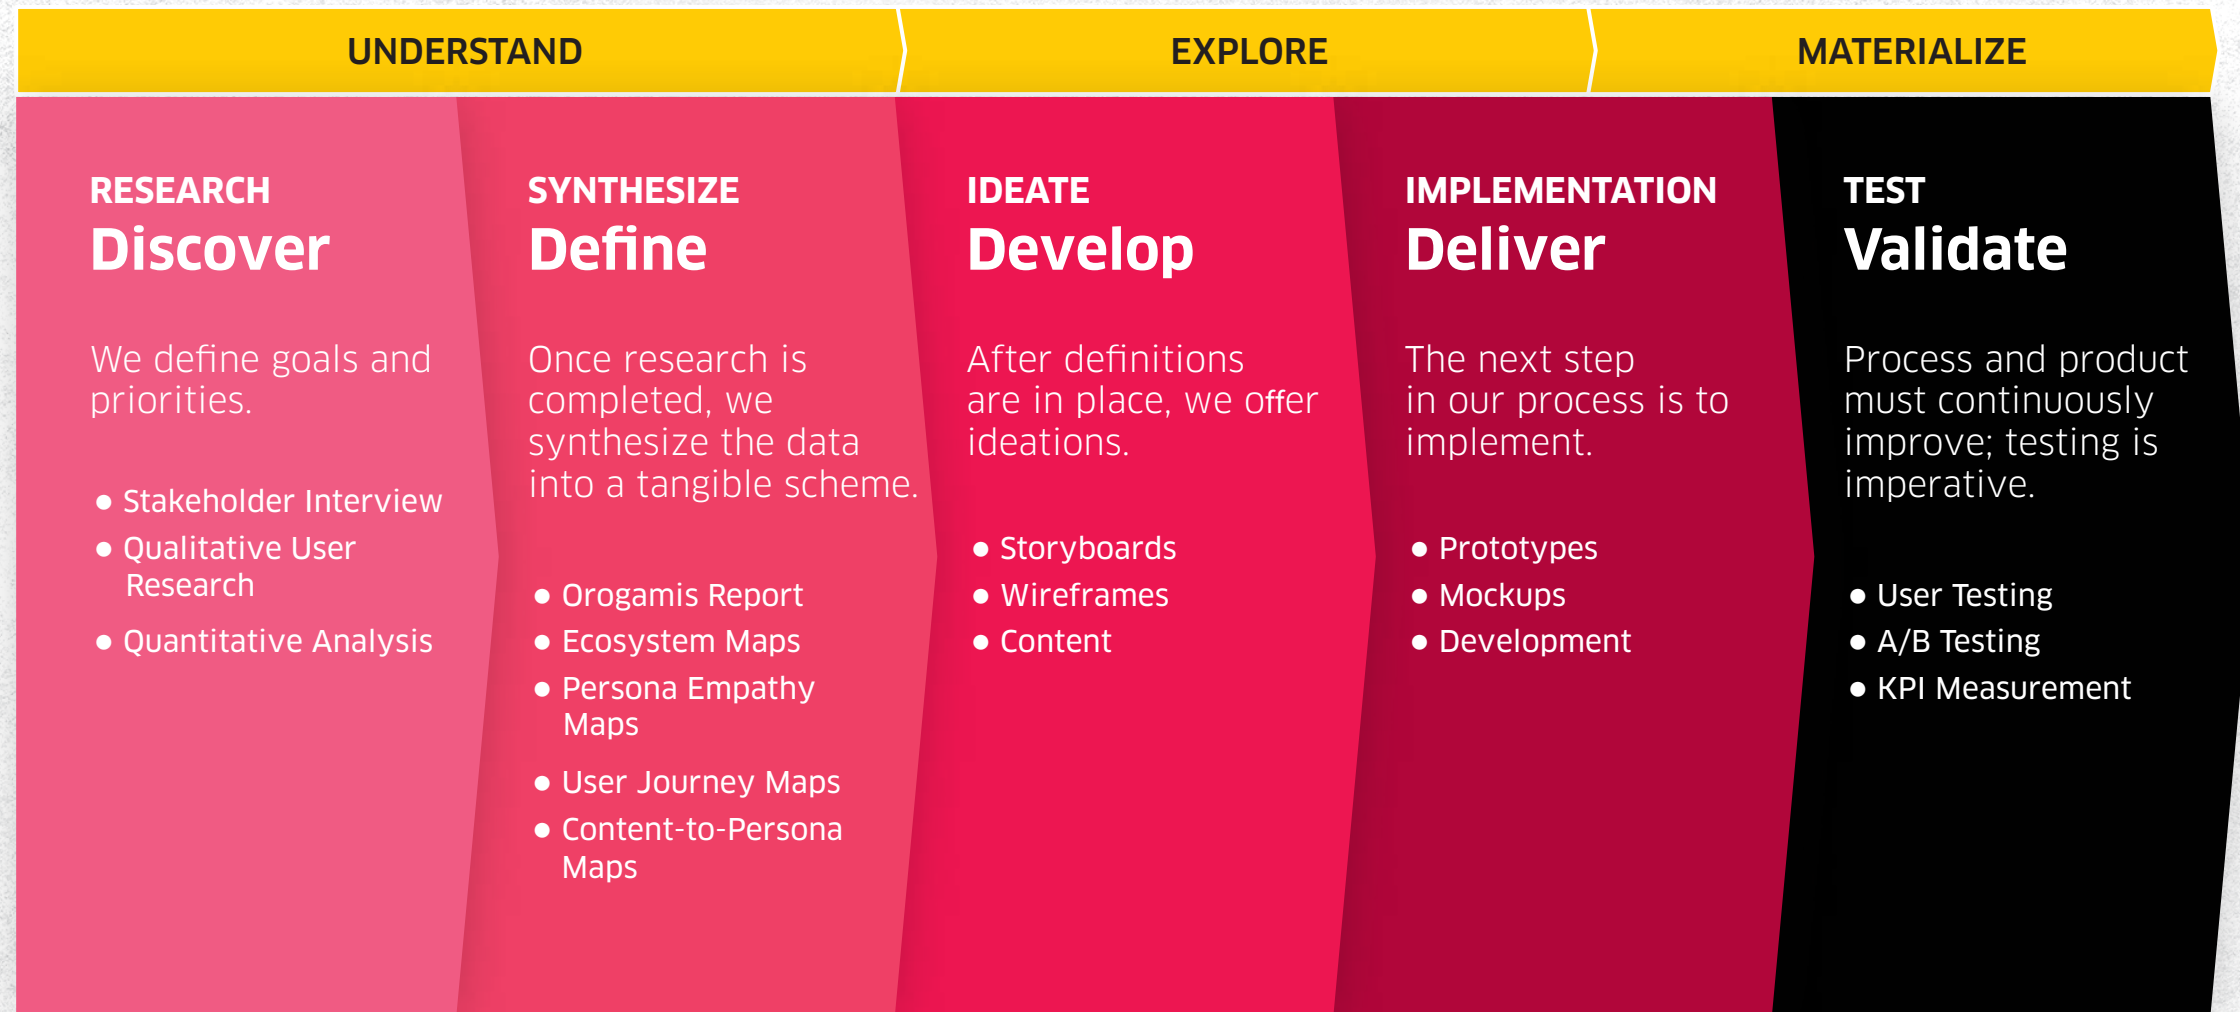 UNDERSTAND
EXPLORE
MATERIALIZE
RESEARCH
Discover
We define goals and
priorities.
● Stakeholder Interview
● Qualitative User
Research
● Quantitative Analysis
SYNTHESIZE
Define
Once research is
completed, we
synthesize the data
into a tangible scheme.
● Orogamis Report
● Ecosystem Maps
● Persona Empathy
Maps
● User Journey Maps
● Content-to-Persona
Maps
IDEATE
Develop
After definitions
are in place, we offer
ideations.
● Storyboards
● Wireframes
● Content
IMPLEMENTATION
Deliver
The next step
in our process is to
implement.
● Prototypes
● Mockups
● Development
TEST
Validate
Process and product
must continuously
improve; testing is
imperative.
● User Testing
● A/B Testing
● KPI Measurement